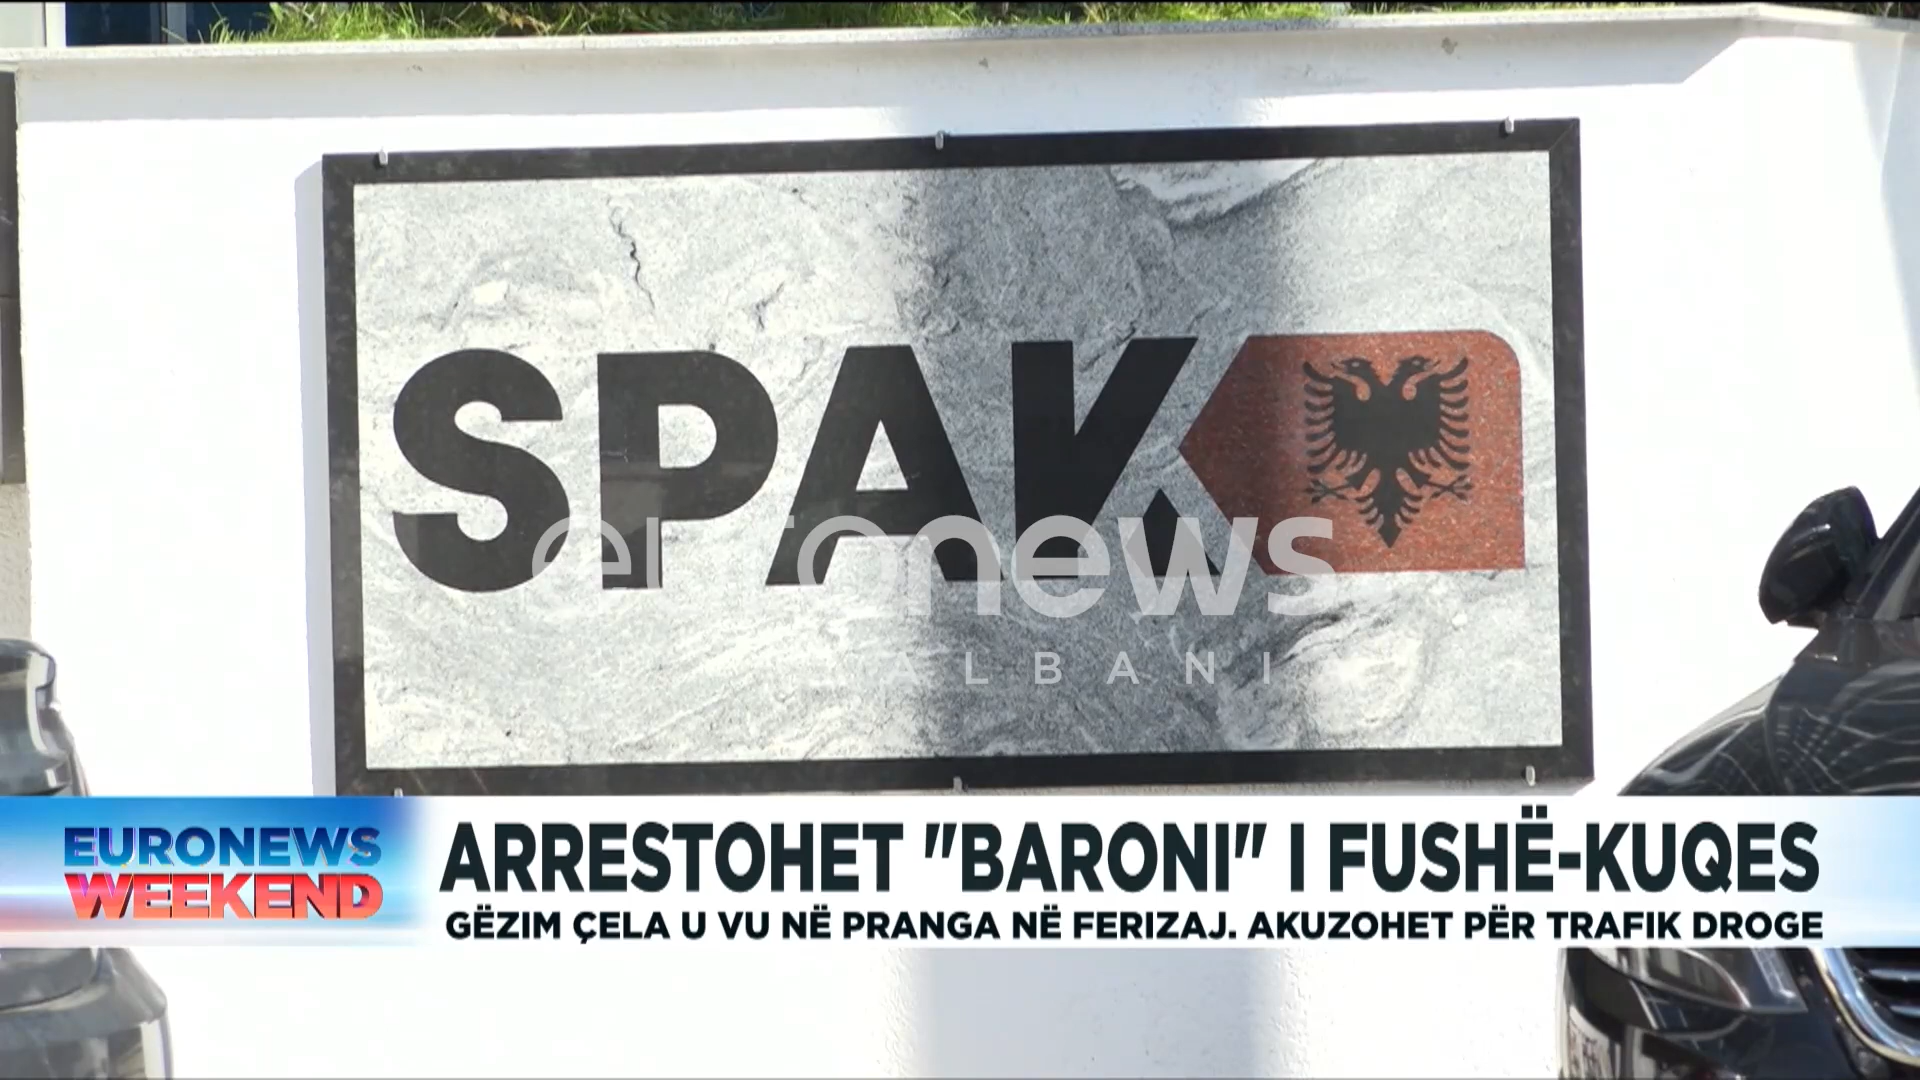 SPAK
euronews
ALBANI
EURONEWS
WEEKEND
ARRESTOHET "BARONI" I FUSHË-KUQES
GËZIM ÇELA U VU NË PRANGA NË FERIZAJ. AKUZOHET PËR TRAFIK DROGE